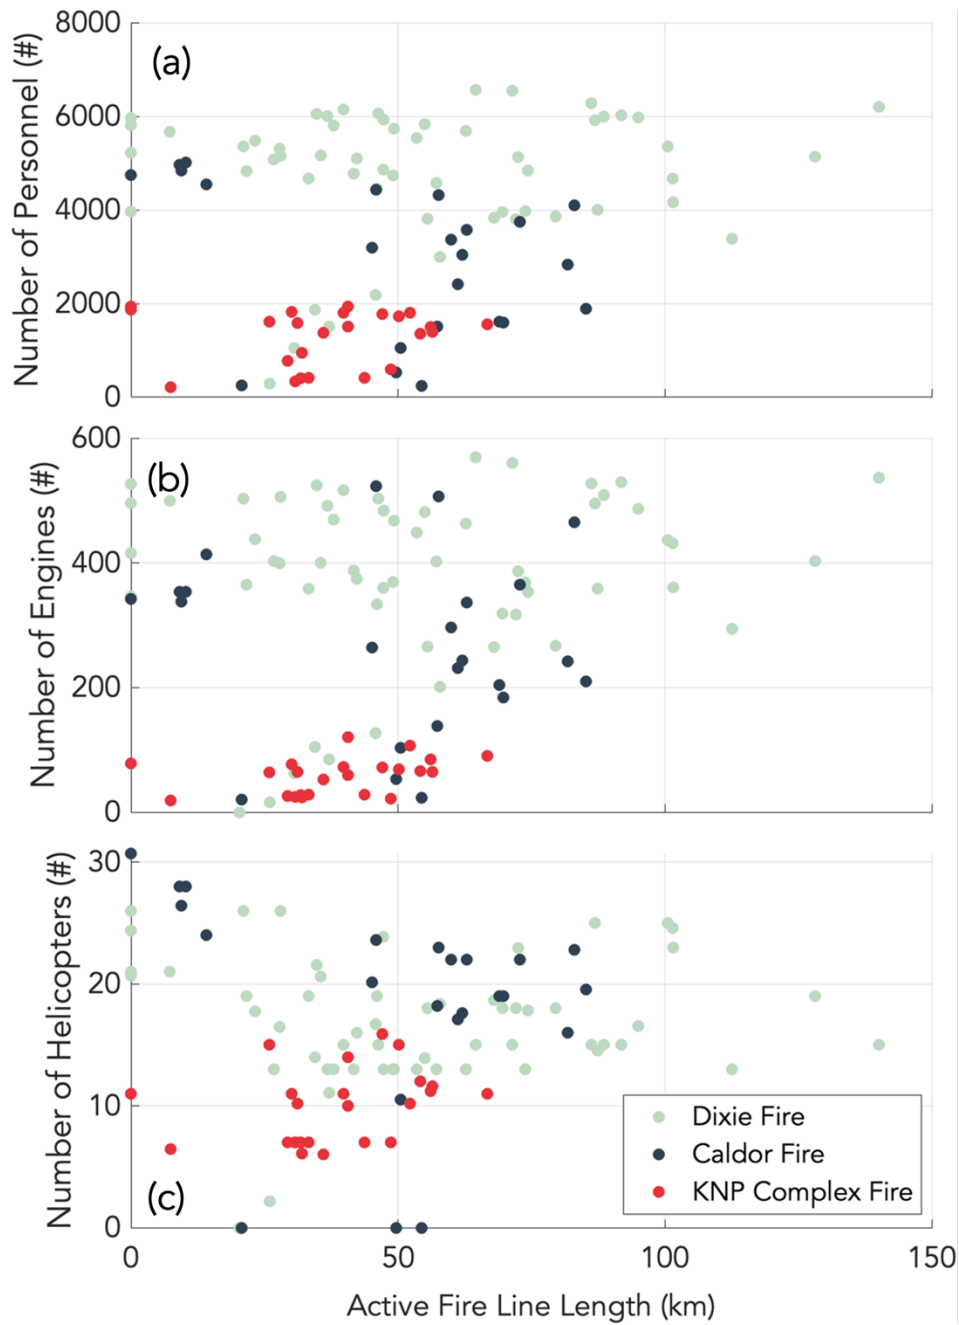 8000
(a)
6000
4000
2000
0
Number of Personnel (#)
600
(b)
400
200
0
Number of Engines (#)
30
20
10
0
Number of Helicopters (#)
(c)
Dixie Fire
Caldor Fire
KNP Complex Fire
0 50 100 150
Active Fire Line Length (km)